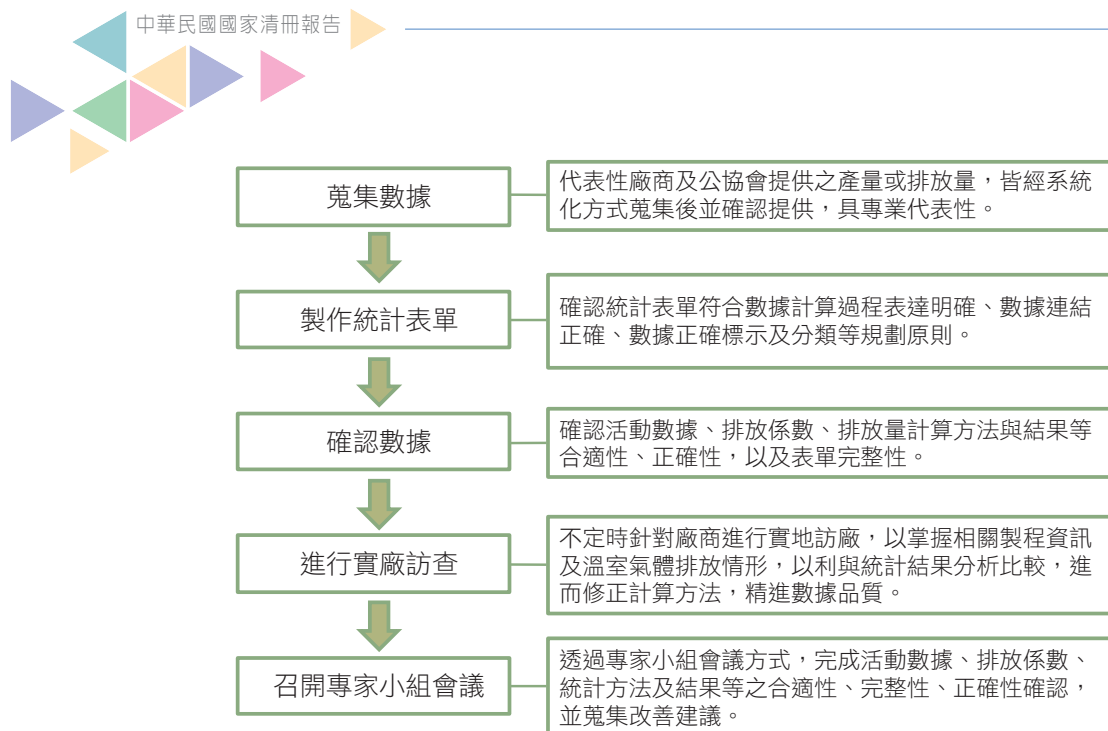 中華民國國家清冊報告
蒐集數據
代表性廠商及公協會提供之產量或排放量，皆經系統
化方式蒐集後並確認提供，具專業代表性。
製作統計表單
確認統計表單符合數據計算過程表達明確、數據連結
正確、數據正確標示及分類等規劃原則。
確認數據
確認活動數據、排放係數、排放量計算方法與結果等
合適性、正確性，以及表單完整性。
進行實廠訪查
不定時針對廠商進行實地訪廠，以掌握相關製程資訊
及溫室氣體排放情形，以利與統計結果分析比較，進
而修正計算方法，精進數據品質。
召開專家小組會議
透過專家小組會議方式，完成活動數據、排放係數、
統計方法及結果等之合適性、完整性、正確性確認，
並蒐集改善建議。